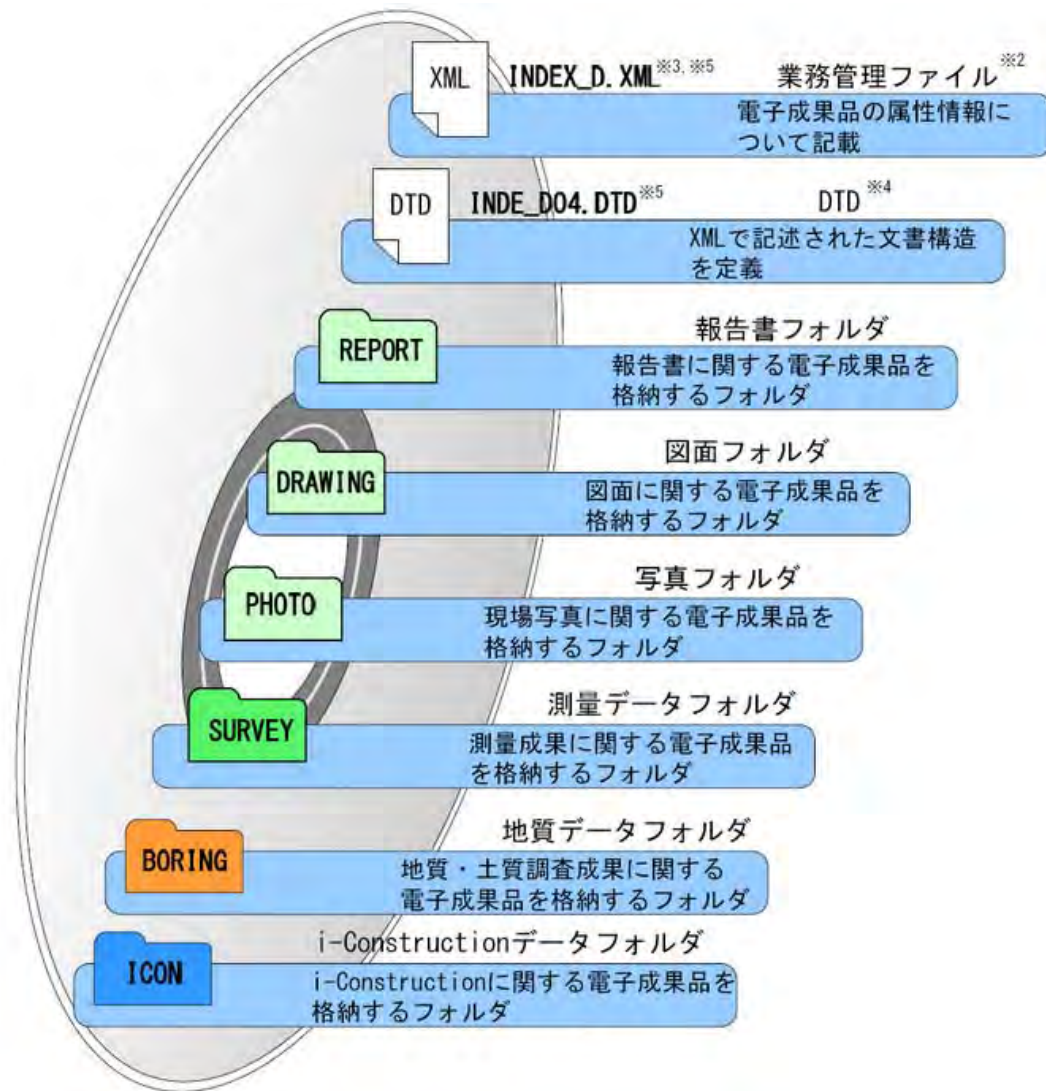 XML INDEX_D.XML※3,※5 業務管理ファイル※2
電子成果品の属性情報に
ついて記載
DTD INDE_D04.DTD※5 DTD※4
XMLで記述された文書構造
を定義
報告書フォルダ
REPORT
報告書に関する電子成果品を
格納するフォルダ
図面フォルダ
DRAWING
図面に関する電子成果品を
格納するフォルダ
写真フォルダ
PHOTO
現場写真に関する電子成果品を
格納するフォルダ
測量データフォルダ
SURVEY
測量成果に関する電子成果品
を格納するフォルダ
地質データフォルダ
BORING
地質・土質調査成果に関する
電子成果品を格納するフォルダ
i-Constructionデータフォルダ
ICON
i-Constructionに関する電子成果品を
格納するフォルダ